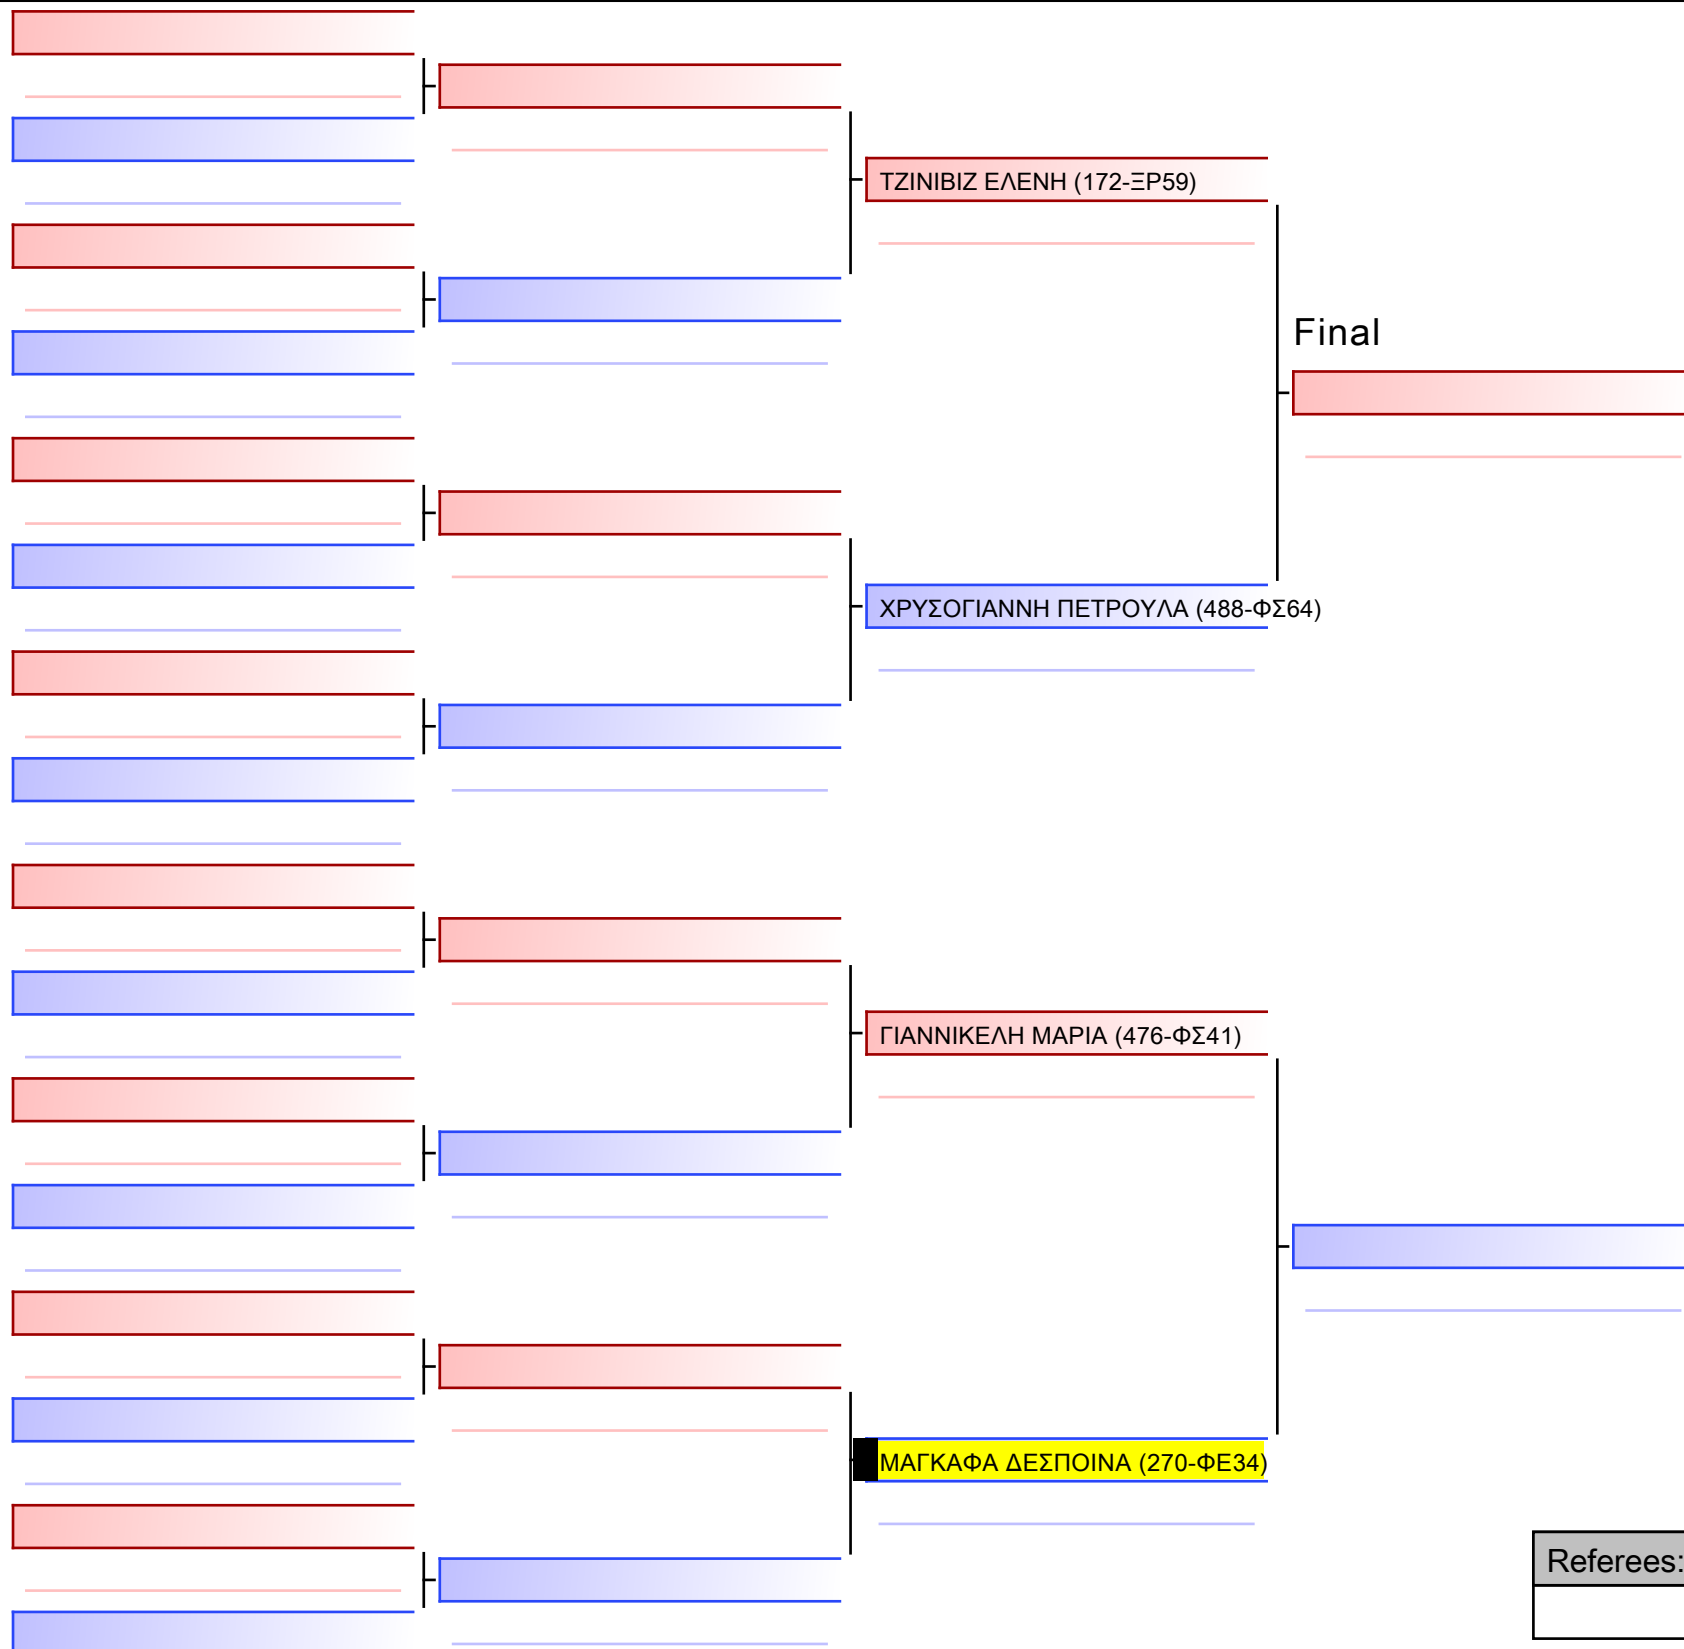 ΤΖΙΝΙΒΙΖ ΕΛΕΝΗ (172-ΞΡ59)
Final
ΧΡΥΣΟΓΙΑΝΝΗ ΠΕΤΡΟΥΛΑ (488-ΦΣ64)
ΓΙΑΝΝΙΚΕΛΗ ΜΑΡΙΑ (476-ΦΣ41)
ΜΑΓΚΑΦΑ ΔΕΣΠΟΙΝΑ (270-ΦΕ34)
Referees: